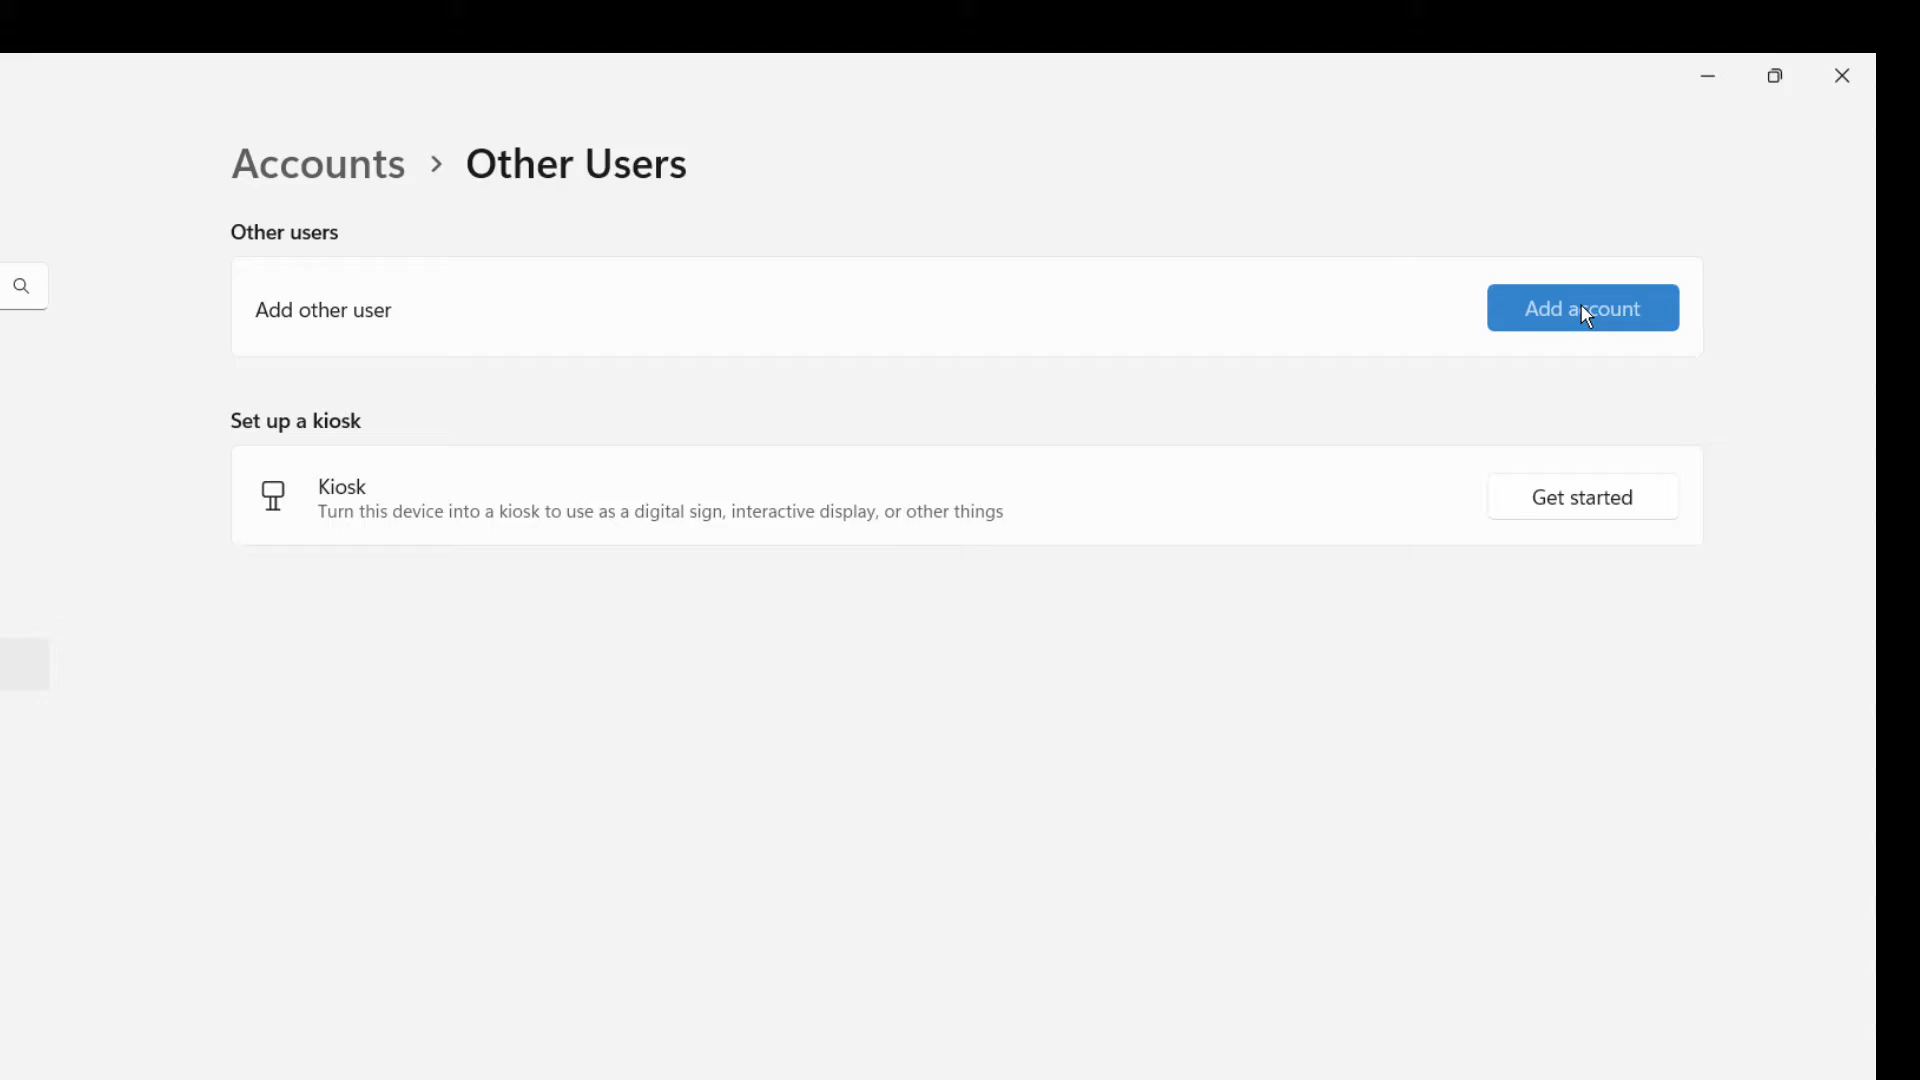 Accounts > Other Users
Other users
Add other user
Add account
Set up a kiosk
Kiosk
Turn this device into a kiosk to use as a digital sign, interactive display, or other things
Get started